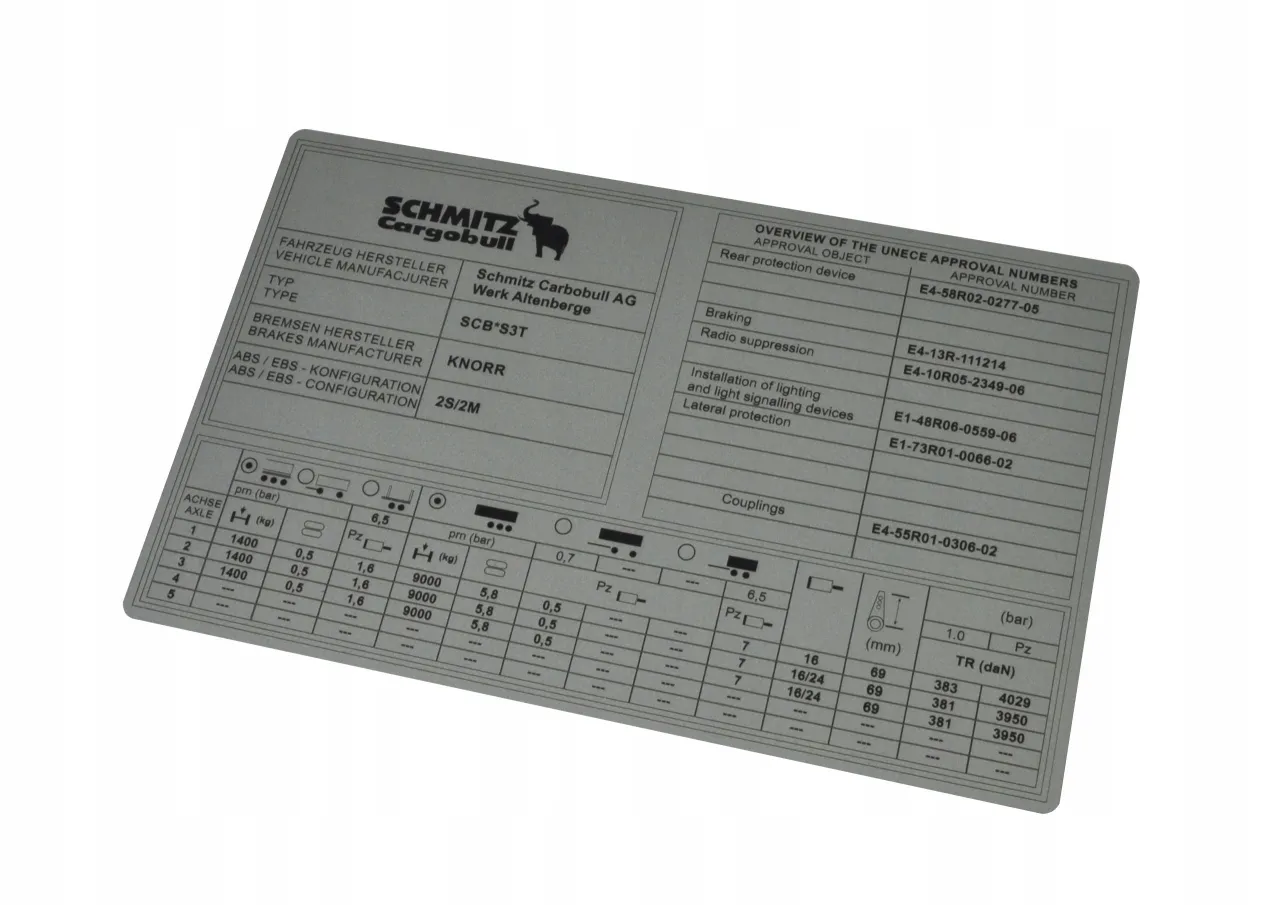 SCHMITZ
Cargobull
FAHRZEUG HERSTELLER
VEHICLE MANUFACJURER
Schmitz Carbobull AG
Werk Altenberge
TYP
TYPE
SCB*S3T
BREMSEN HERSTELLER
BRAKES MANUFACTURER
KNORR
ABS / EBS - KONFIGURATION
ABS / EBS - CONFIGURATION
2S/2M
OVERVIEW OF THE UNECE APPROVAL NUMBERS
APPROVAL OBJECT APPROVAL NUMBER
Rear protection device E4-58R02-0277-05
Braking E4-13R-111214
Radio suppression E4-10R05-2349-06
Installation of lighting
and light signalling devices E1-48R06-0559-06
Lateral protection E1-73R01-0066-02
Couplings E4-55R01-0306-02
prn (bar) 6,5 prn (bar) 0,7 --- --- 6,5
ACHSE
AXLE
(kg) Pz (kg) Pz Pz (mm) (bar)
1.0 Pz
TR (daN)
1 1400 0,5 1,6 9000 5,8 0,5 --- --- 7 16 69 383 4029
2 1400 0,5 1,6 9000 5,8 0,5 --- --- 7 16/24 69 381 3950
3 1400 0,5 1,6 9000 5,8 0,5 --- --- 7 16/24 69 381 3950
4 --- --- --- --- --- --- --- --- --- --- --- --- ---
5 --- --- --- --- --- --- --- --- --- --- --- --- ---